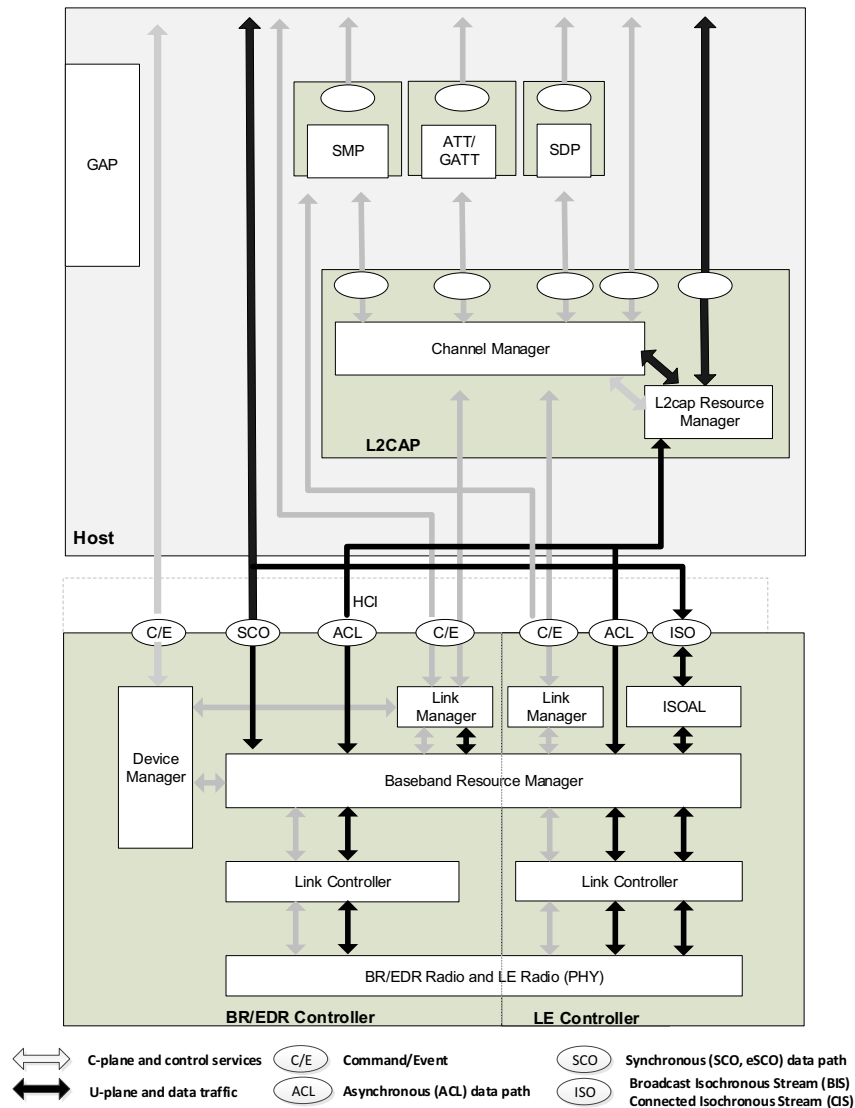 GAP
SMP
ATT/
GATT
SDP
Channel Manager
L2cap Resource
Manager
L2CAP
Host
HCI
C/E
SCO
ACL
C/E
C/E
ACL
ISO
Link
Manager
Link
Manager
ISOAL
Device
Manager
Baseband Resource Manager
Link Controller
Link Controller
BR/EDR Radio and LE Radio (PHY)
BR/EDR Controller
LE Controller
C-plane and control services
C/E
Command/Event
SCO
Synchronous (SCO, eSCO) data path
U-plane and data traffic
ACL
Asynchronous (ACL) data path
ISO
Broadcast Isochronous Stream (BIS)
Connected Isochronous Stream (CIS)